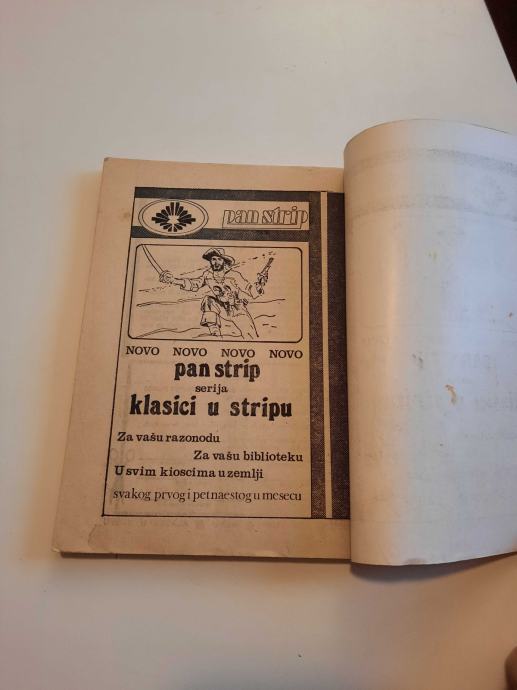 pan strip
NOVO NOVO NOVO NOVO
pan strip
serija
klasici u stripu
Za vašu razonodu
Za vašu biblioteku
U svim kioscima u zemlji
svakog prvog i petnaestog u mesecu